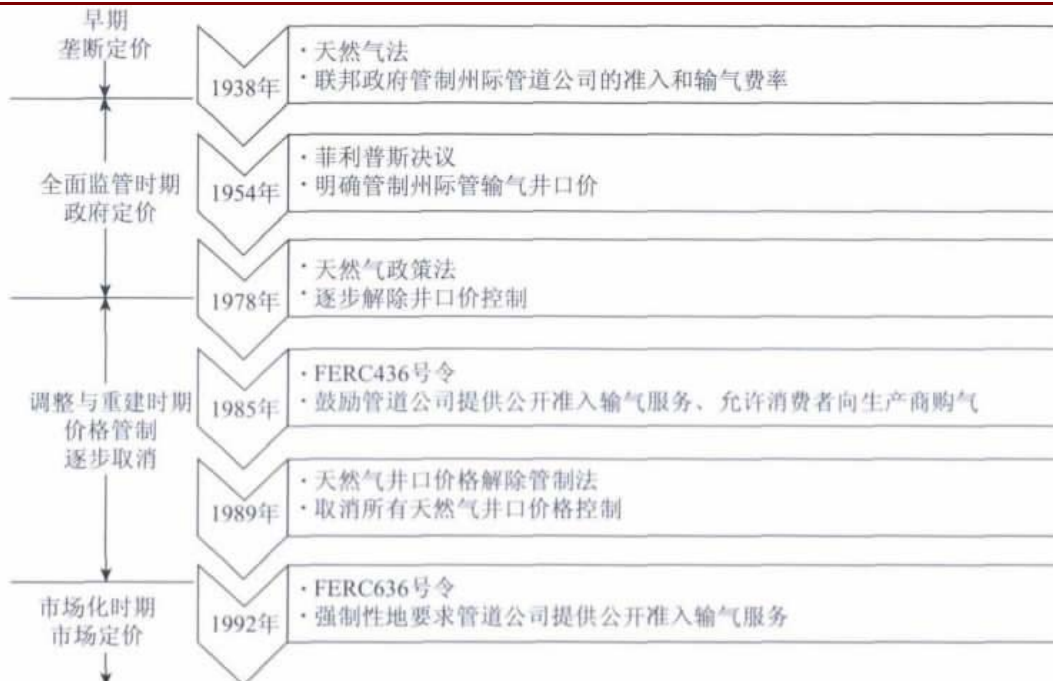 早期
垄断定价
1938年
· 天然气法
· 联邦政府管制州际管道公司的准入和输气费率
全面监管时期
政府定价
1954年
· 菲利普斯决议
· 明确管制州际管输气井口价
1978年
· 天然气政策法
· 逐步解除井口价控制
调整与重建时期
价格管制
逐步取消
1985年
· FERC436号令
· 鼓励管道公司提供公开准入输气服务、允许消费者向生产商购气
1989年
· 天然气井口价格解除管制法
· 取消所有天然气井口价格控制
市场化时期
市场定价
1992年
· FERC636号令
· 强制性地要求管道公司提供公开准入输气服务